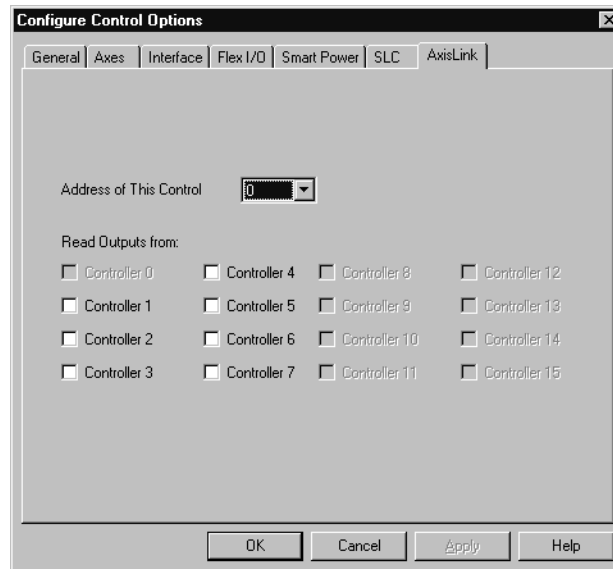 Configure Control Options
General Axes Interface Flex I/O Smart Power SLC AxisLink
Address of This Control 0
Read Outputs from:
Controller 0 Controller 4 Controller 8 Controller 12
Controller 1 Controller 5 Controller 9 Controller 13
Controller 2 Controller 6 Controller 10 Controller 14
Controller 3 Controller 7 Controller 11 Controller 15
OK Cancel Apply Help